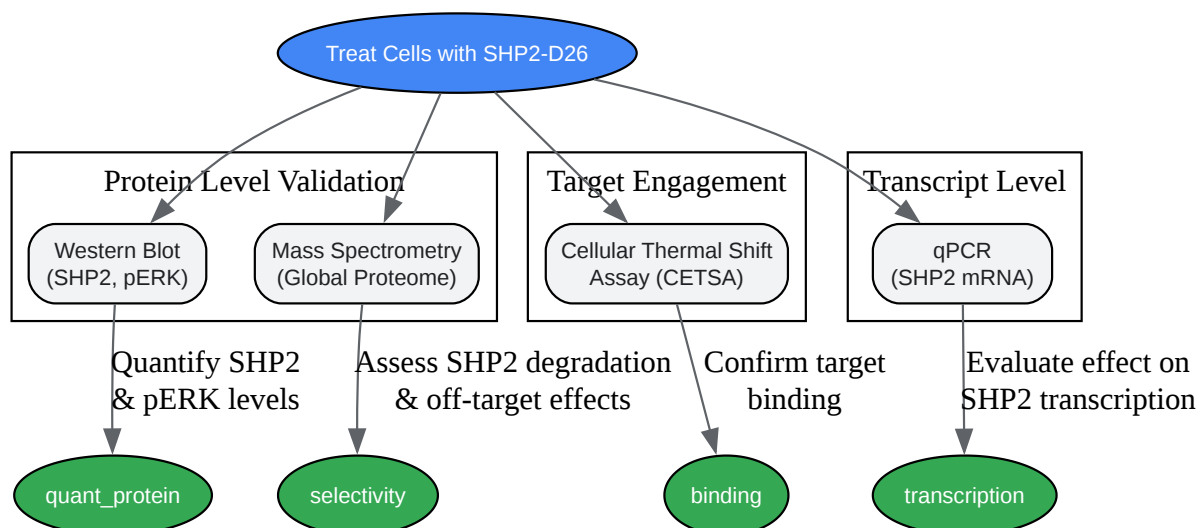 Treat Cells with SHP2-D26
Protein Level Validation
Target Engagement
Transcript Level
Western Blot
(SHP2, pERK)
Mass Spectrometry
(Global Proteome)
Cellular Thermal Shift
Assay (CETSA)
qPCR
(SHP2 mRNA)
Quantify SHP2
& pERK levels
Assess SHP2 degradation
& off-target effects
Confirm target
binding
Evaluate effect on
SHP2 transcription
quant_protein
selectivity
binding
transcription